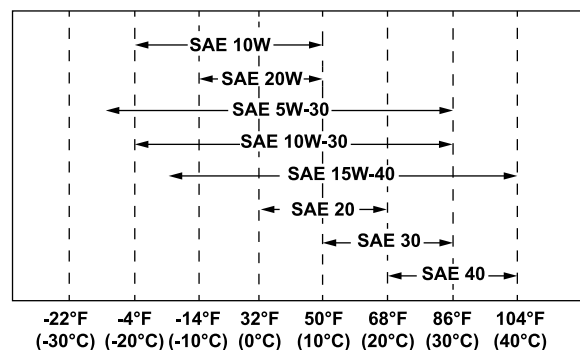 SAE 10W
SAE 20W
SAE 5W-30
SAE 10W-30
SAE 15W-40
SAE 20
SAE 30
SAE 40
-22°F -4°F -14°F 32°F 50°F 68°F 86°F 104°F
(-30°C) (-20°C) (-10°C) (0°C) (10°C) (20°C) (30°C) (40°C)